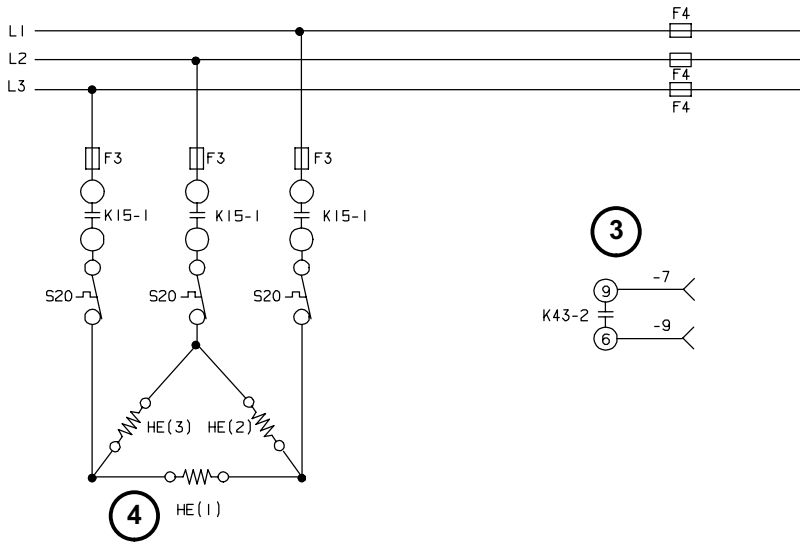 F4
L1
L2
F4
L3
F4
F3 F3 F3
K15-1 K15-1 K15-1
3
-7
9
S20 S20 S20
K43-2
-9
6
HE(3) HE(2)
4
HE(1)